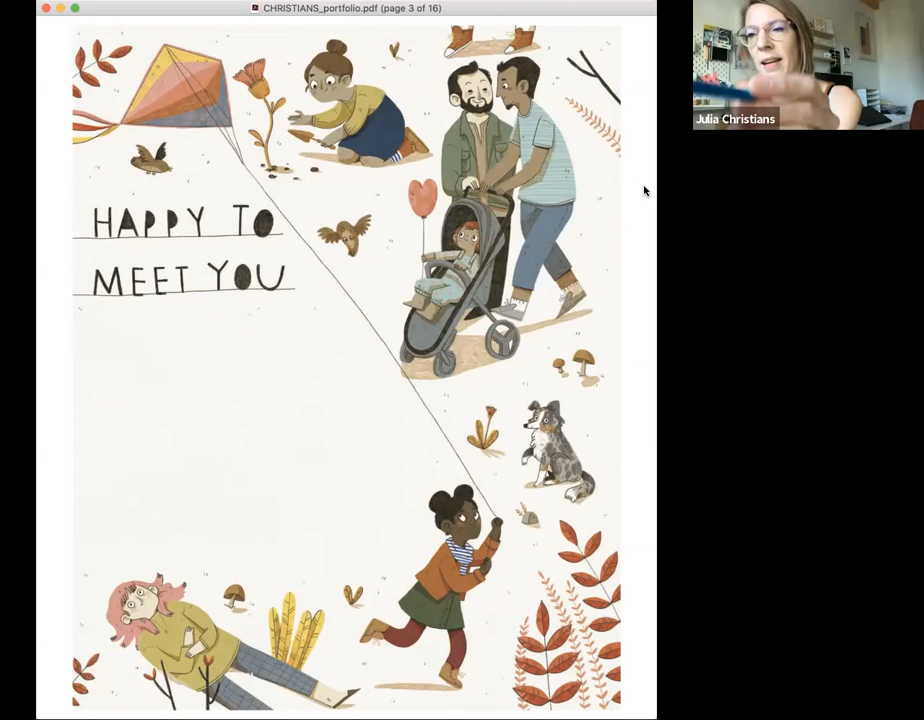 CHRISTIANS_portfolio.pdf (page 3 of 16)
Julia Christians
HAPPY TO
MEET YOU